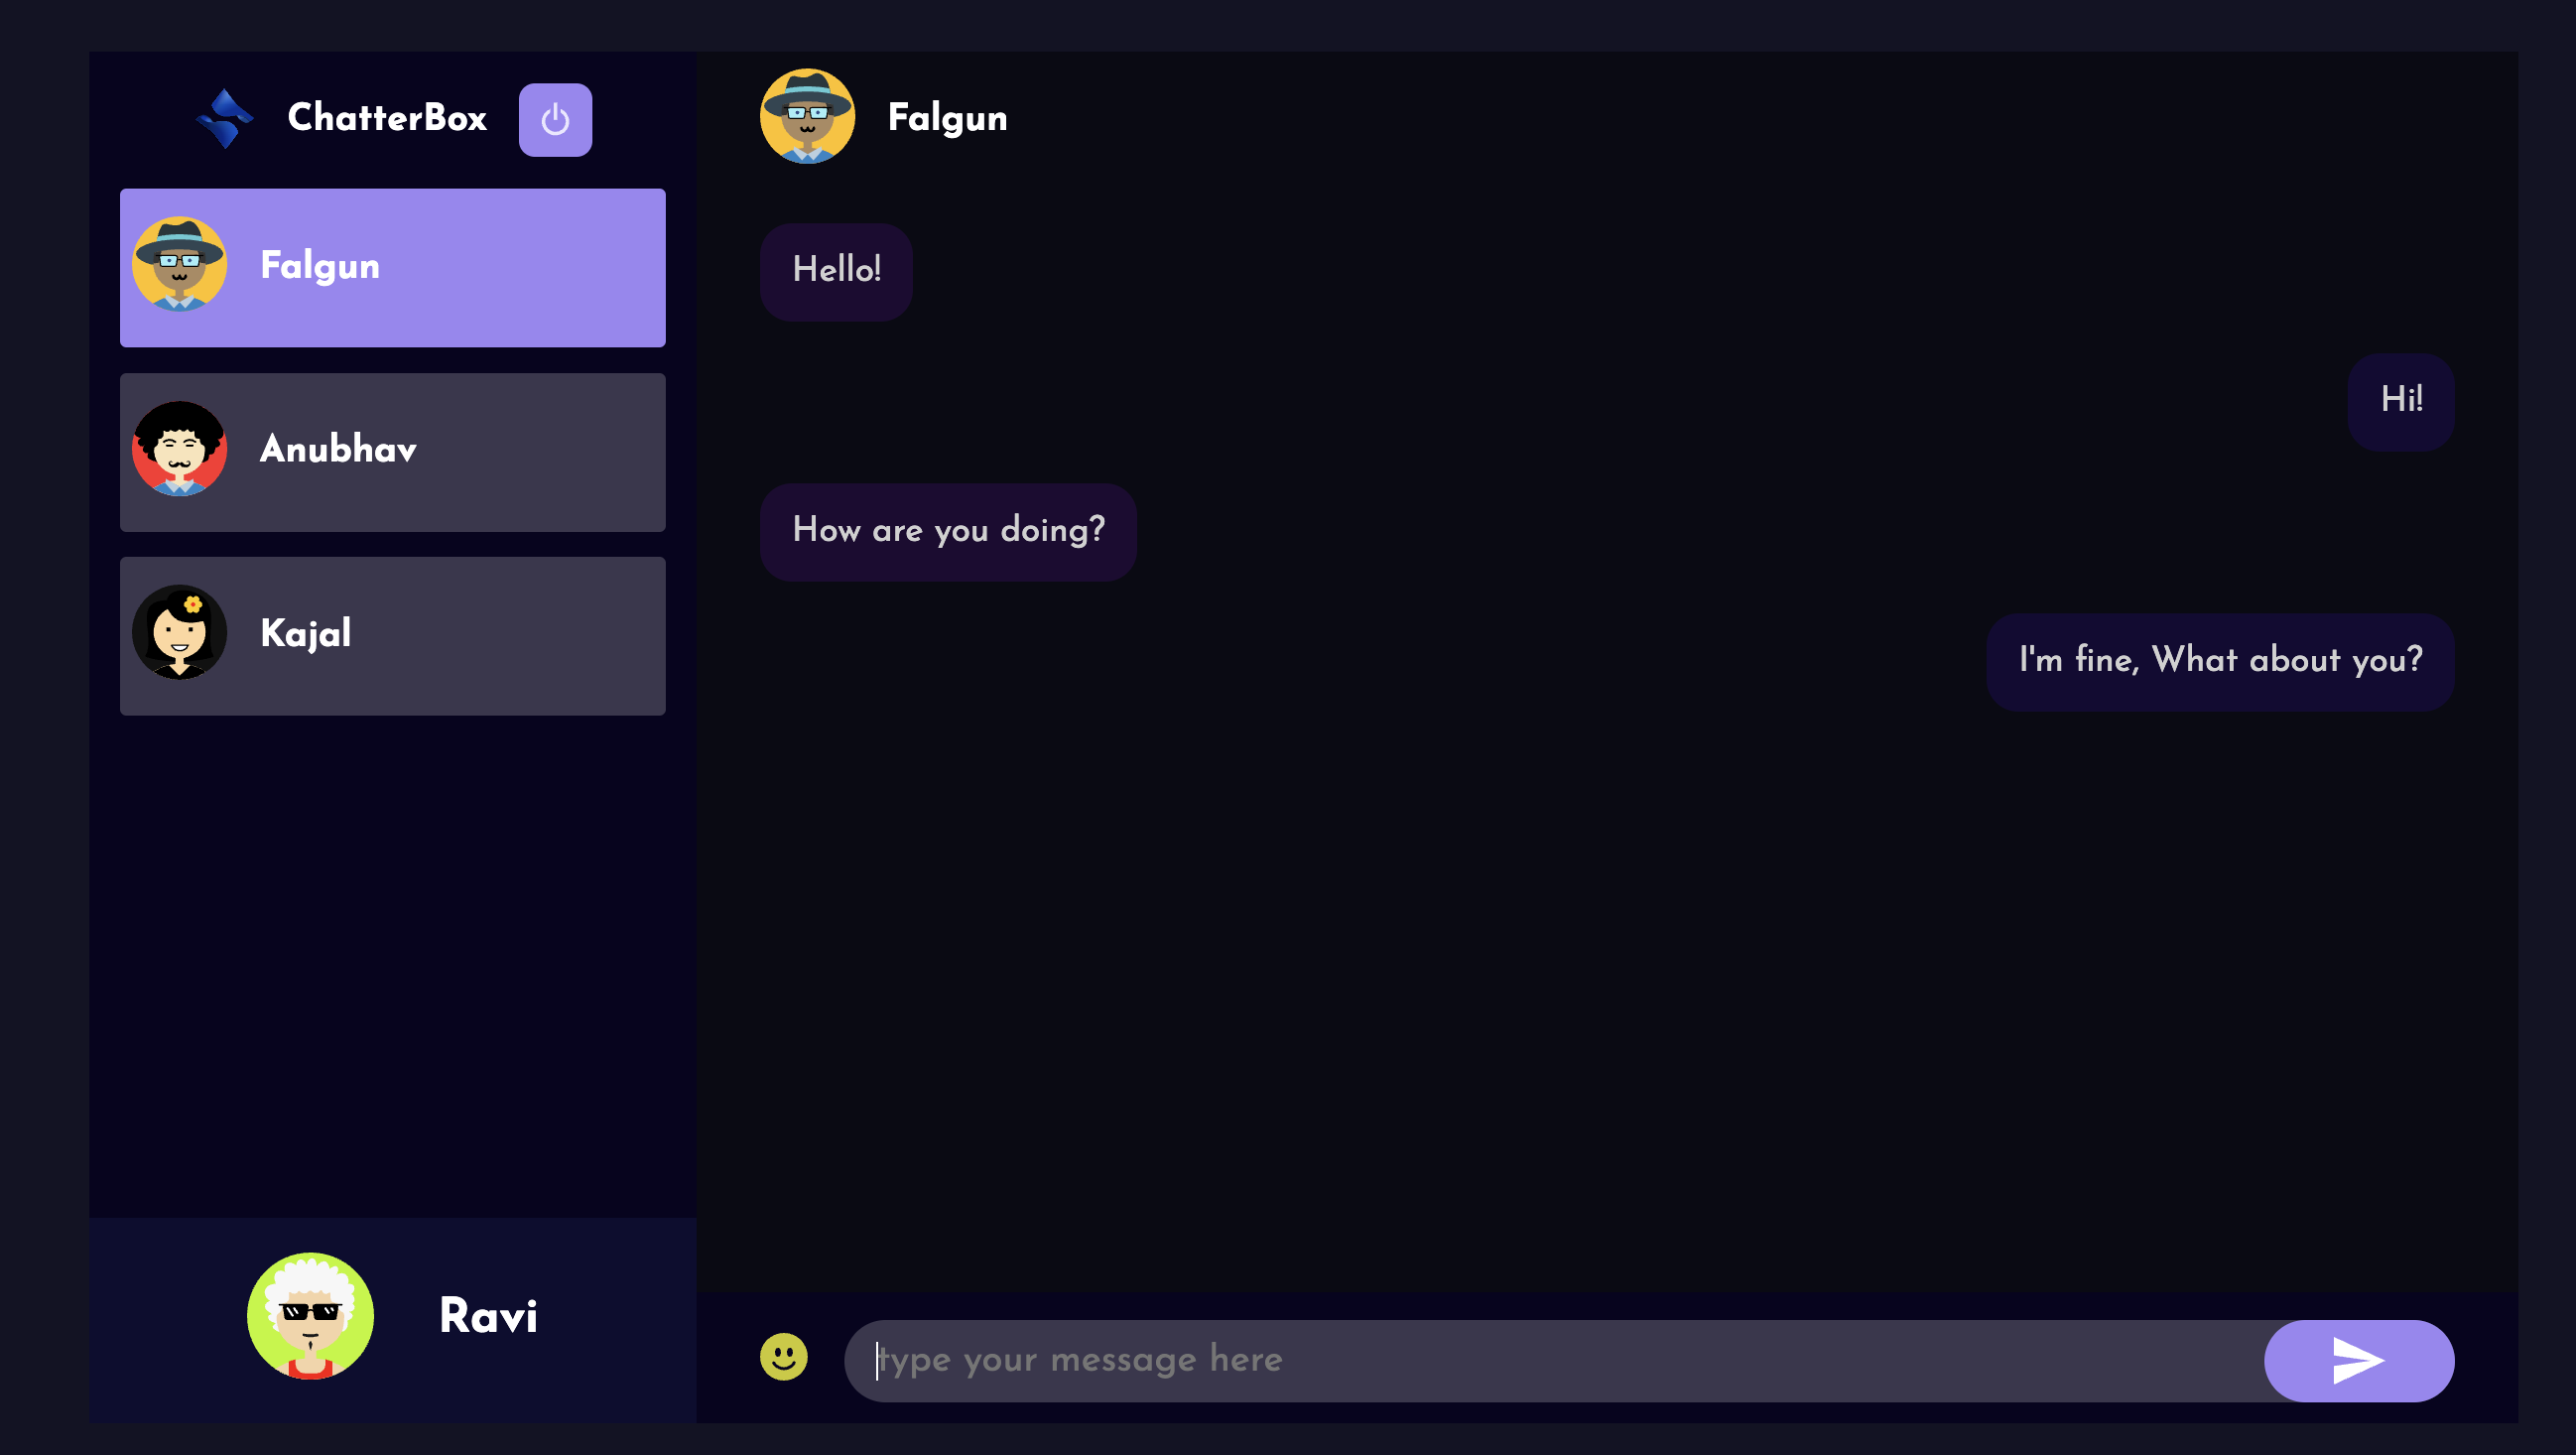 ChatterBox
Falgun
Anubhav
Kajal
Ravi
Falgun
Hello!
Hi!
How are you doing?
I'm fine, What about you?
type your message here